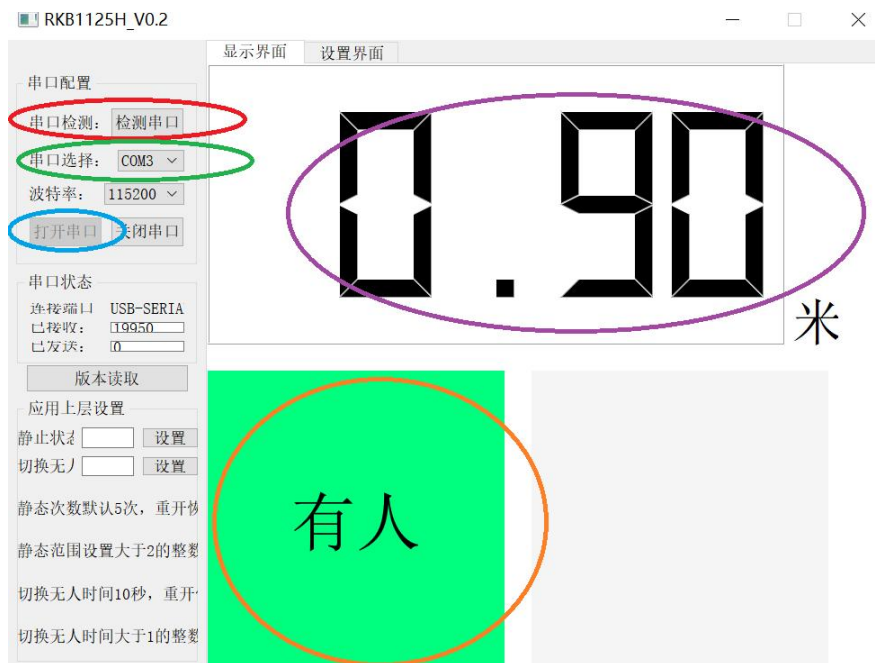 RKB1125H_V0.2
显示界面 设置界面
串口配置
串口检测: 检测串口
串口选择: COM3
波特率: 115200
打开串口 关闭串口
0.90
米
串口状态
连接端口 USB-SERIA
已接收: 19950
已发送: 0
版本读取
应用上层设置
静止状 设置
切换无 设置
有人
静态次数默认5次，重开
静态范围设置大于2的整数
切换无人时间10秒，重开
切换无人时间大于1的整数